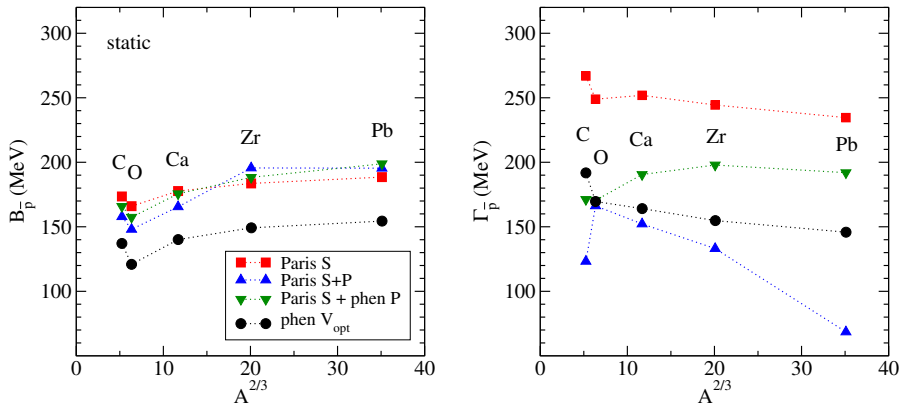 300
250
200
150
100
0
10
20
30
40
B_p̄ (MeV)
A^{2/3}
static
C
O
Ca
Zr
Pb
Paris S
Paris S+P
Paris S + phen P
phen V_opt
300
250
200
150
100
0
10
20
30
40
Γ_p̄ (MeV)
A^{2/3}
C
O
Ca
Zr
Pb